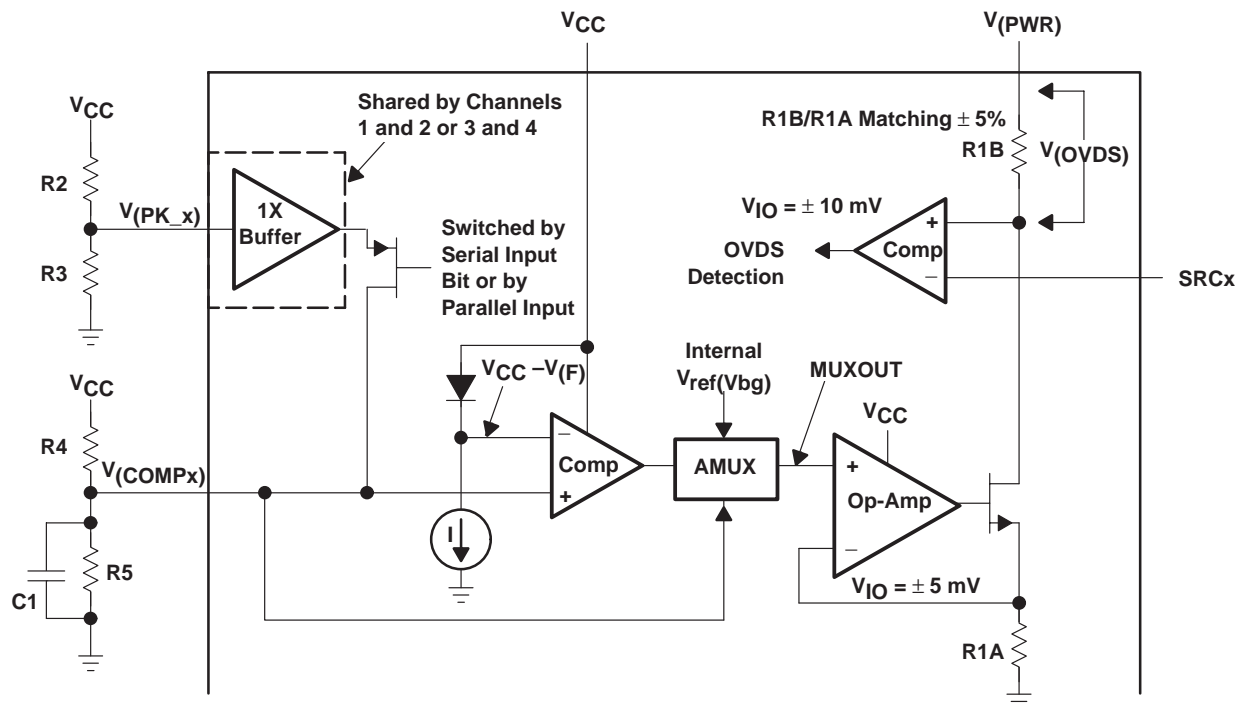 VCC
V(PWR)
VCC
Shared by Channels
1 and 2 or 3 and 4
R1B/R1A Matching ± 5%
R1B
V(OVDS)
R2
V(PK_x)
1X
Buffer
R3
Switched by
Serial Input
Bit or by
Parallel Input
VIO = ± 10 mV
+
Comp
−
OVDS
Detection
SRCx
VCC
VCC −V(F)
Internal
Vref(Vbg)
MUXOUT
VCC
R4
V(COMPx)
−
Comp
+
AMUX
+
Op-Amp
−
I
R5
C1
VIO = ± 5 mV
R1A